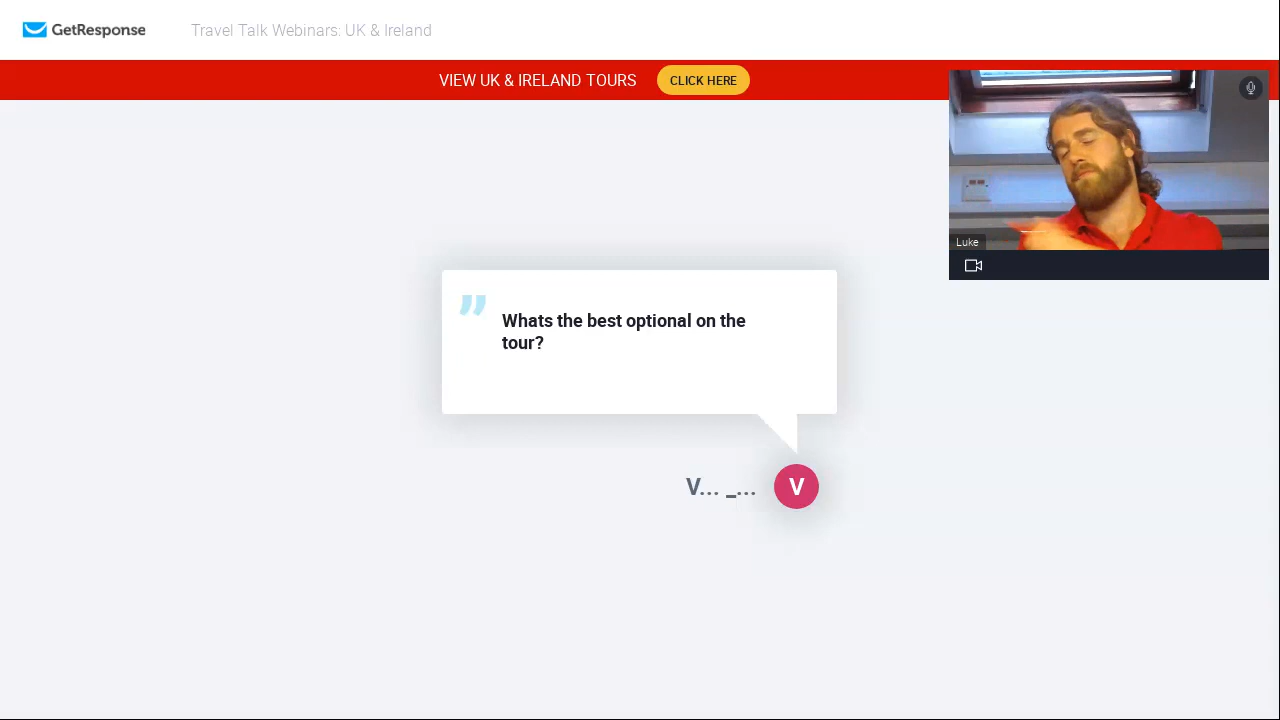 GetResponse
Travel Talk Webinars: UK & Ireland
VIEW UK & IRELAND TOURS
CLICK HERE
Luke
Whats the best optional on the
tour?
V... _...
V